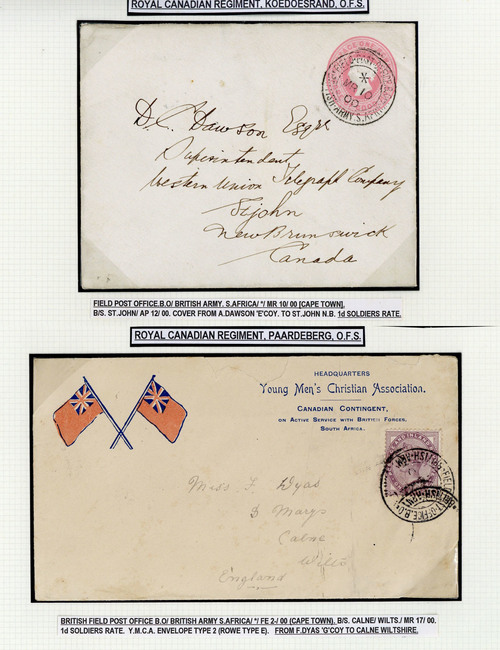 ROYAL CANADIAN REGIMENT, KOEDOESRAND, O.F.S.
D. C. Dawson Esqre
Superintendent
Western Union Telegraph Company
St john
New Brunswick
Canada
FIELD POST OFFICE.B.O/ BRITISH ARMY. S.AFRICA/ */ MR 10/ 00 [CAPE TOWN].
B/S. ST.JOHN/ AP 12/ 00. COVER FROM A.DAWSON 'E'COY. TO ST.JOHN N.B. 1d SOLDIERS RATE.
ROYAL CANADIAN REGIMENT, PAARDEBERG, O.F.S.
HEADQUARTERS
Young Men's Christian Association.
CANADIAN CONTINGENT,
ON ACTIVE SERVICE WITH BRITISH FORCES,
SOUTH AFRICA.
Miss F. Dyas
Marys
Calne
Wilts
England
BRITISH FIELD POST OFFICE B.O/ BRITISH ARMY S.AFRICA/ */ FE 2-/ 00 (CAPE TOWN). B/S. CALNE/ WILTS./ MR 17/ 00.
1d SOLDIERS RATE. Y.M.C.A. ENVELOPE TYPE 2 (ROWE TYPE E). FROM F.DYAS 'G'COY TO CALNE WILTSHIRE.